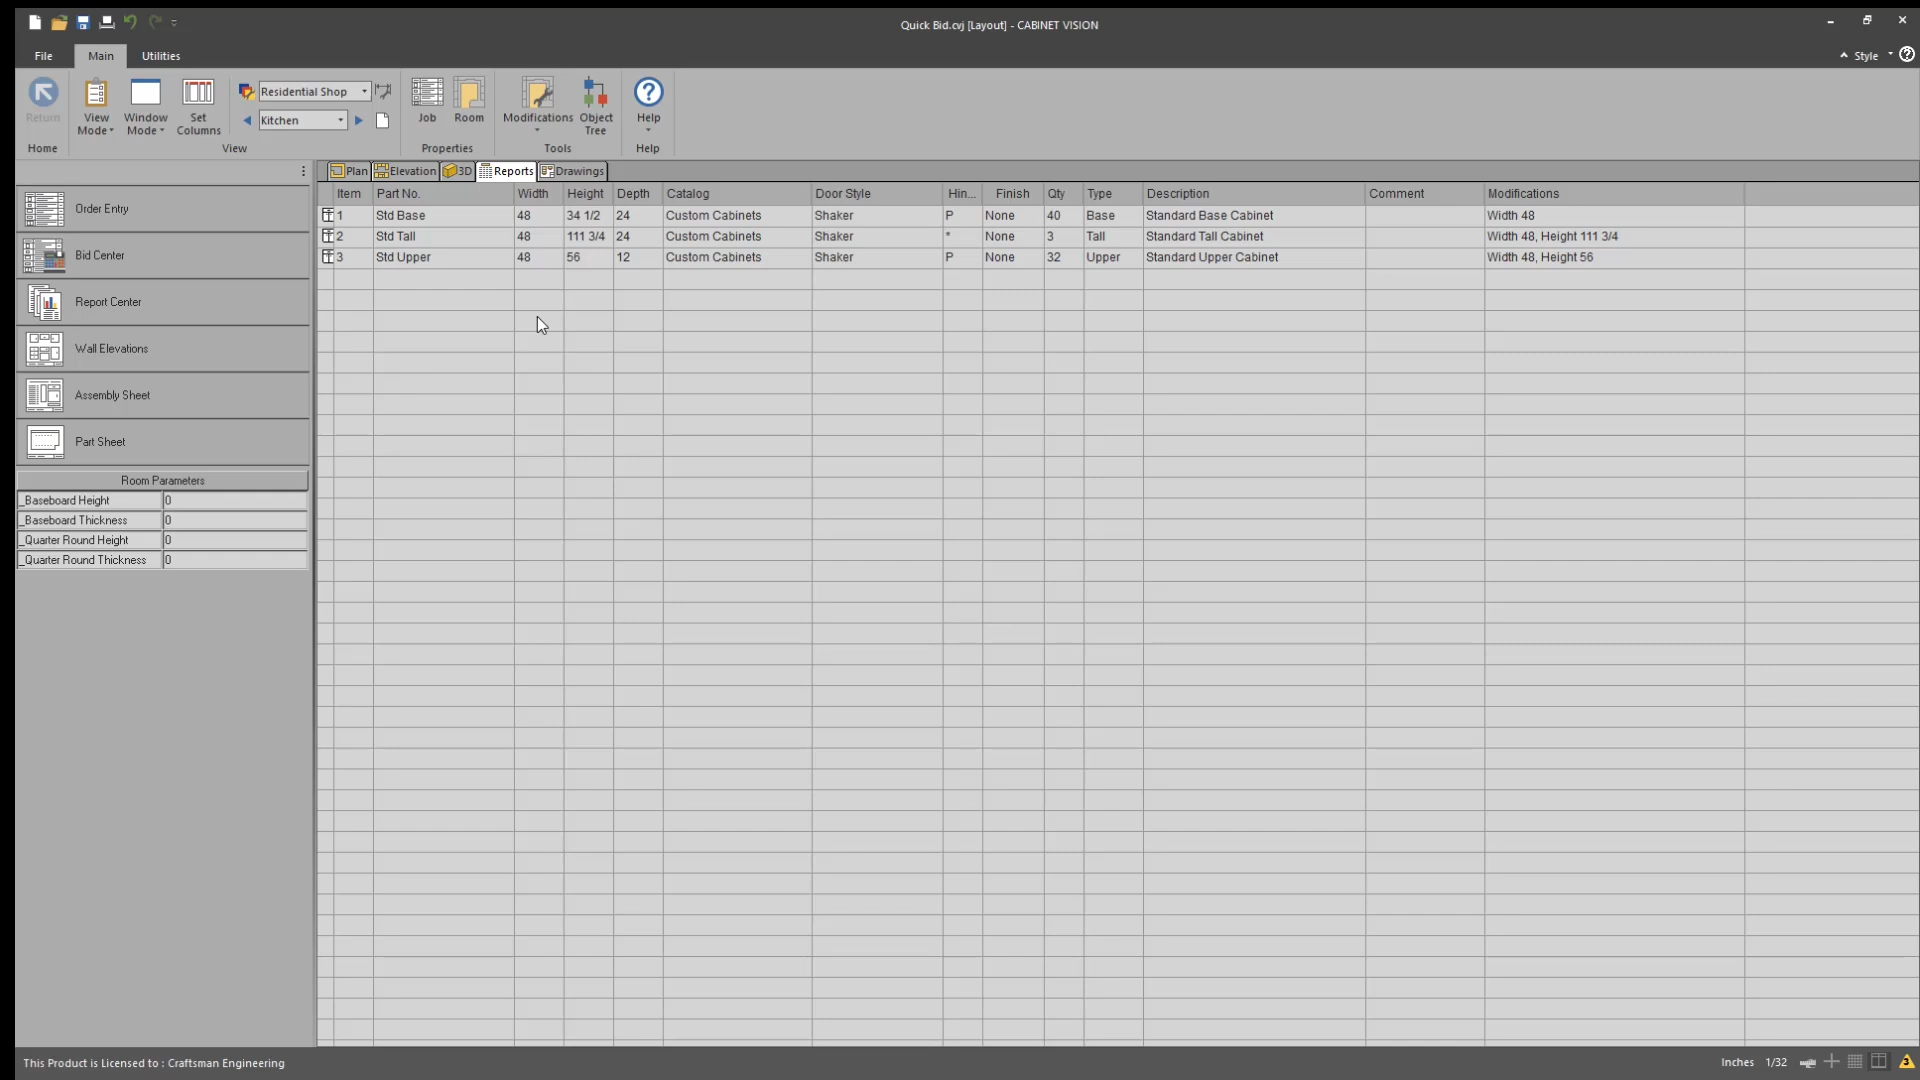 Quick Bid.cvj [Layout] - CABINET VISION
File Main Utilities Style
Return View Mode Window Mode Set Columns Residential Shop Kitchen Job Room Modifications Object Tree Help
Home View Properties Tools Help
Plan Elevation 3D Reports Drawings
Order Entry
Bid Center
Report Center
Wall Elevations
Assembly Sheet
Part Sheet
Room Parameters
_Baseboard Height 0
_Baseboard Thickness 0
_Quarter Round Height 0
_Quarter Round Thickness 0
Item Part No. Width Height Depth Catalog Door Style Hin... Finish Qty Type Description Comment Modifications
1 Std Base 48 34 1/2 24 Custom Cabinets Shaker P None 40 Base Standard Base Cabinet Width 48
2 Std Tall 48 111 3/4 24 Custom Cabinets Shaker * None 3 Tall Standard Tall Cabinet Width 48, Height 111 3/4
3 Std Upper 48 56 12 Custom Cabinets Shaker P None 32 Upper Standard Upper Cabinet Width 48, Height 56
This Product is Licensed to : Craftsman Engineering
Inches 1/32